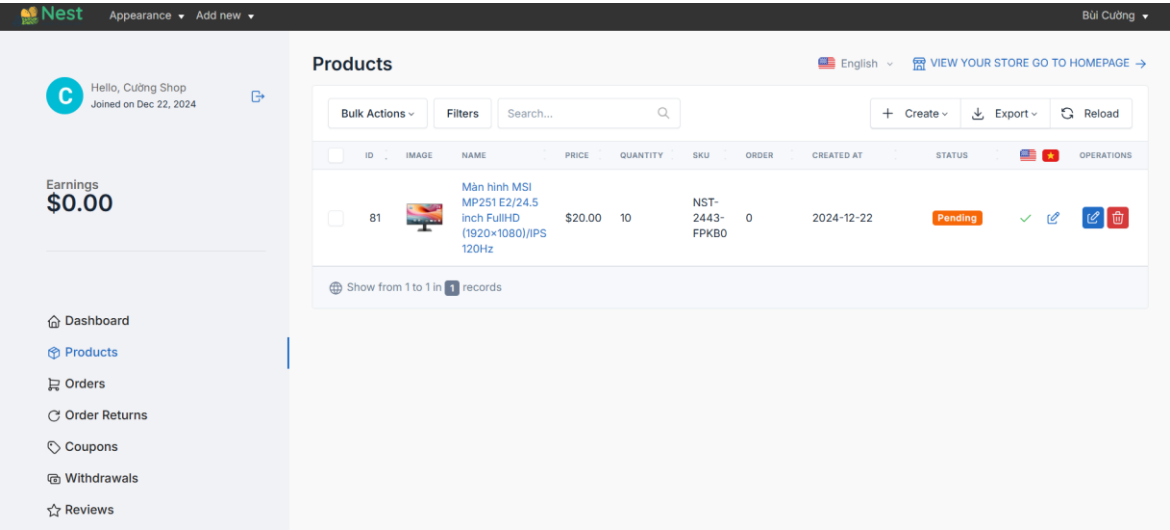 Nest Appearance Add new Bùi Cường
Hello, Cường Shop
Joined on Dec 22, 2024
C
Earnings
$0.00
Dashboard
Products
Orders
Order Returns
Coupons
Withdrawals
Reviews
Products English VIEW YOUR STORE GO TO HOMEPAGE
Bulk Actions Filters Search... Create Export Reload
ID IMAGE NAME PRICE QUANTITY SKU ORDER CREATED AT STATUS OPERATIONS
81
Màn hình MSI
MP251 E2/24.5
inch FullHD
(1920x1080)/IPS
120Hz
$20.00 10
NST-
2443-
FPKB0
0 2024-12-22 Pending
Show from 1 to 1 in 1 records